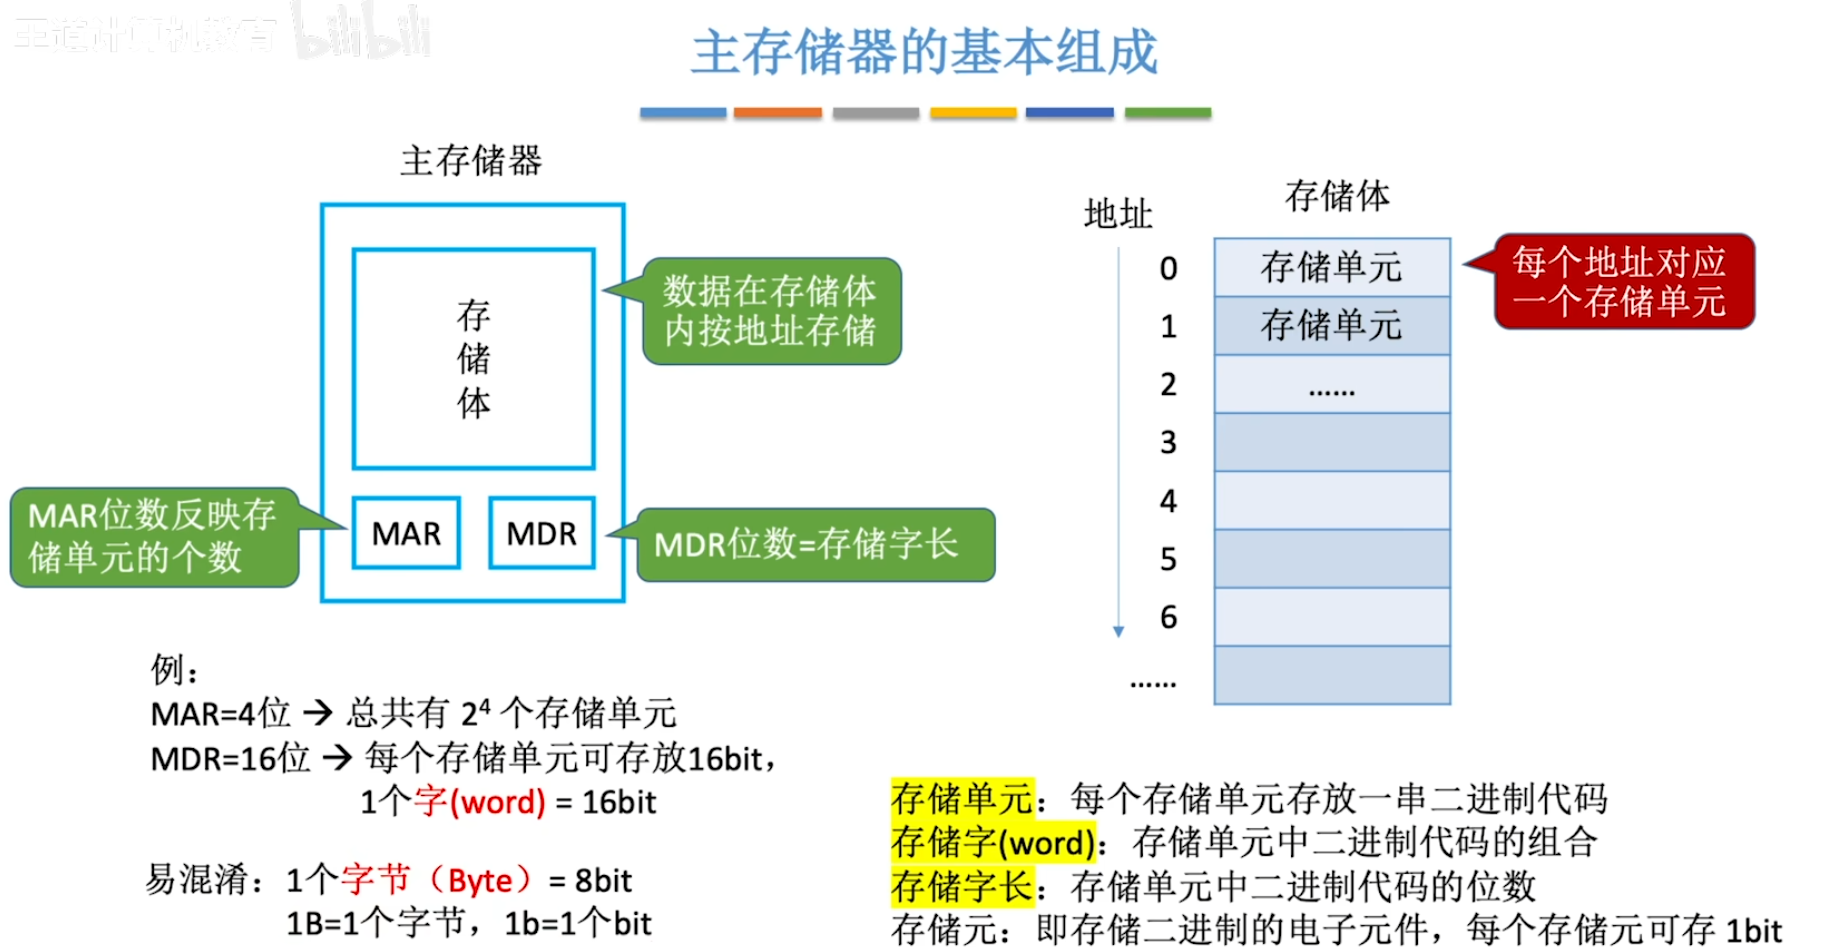 王道计算机教育 bilibili
主存储器的基本组成
主存储器
存
储
体
数据在存储体
内按地址存储
MAR位数反映存
储单元的个数
MAR
MDR
MDR位数=存储字长
地址
存储体
0
存储单元
每个地址对应
一个存储单元
1
存储单元
2
......
3
4
5
6
......
例：
MAR=4位 → 总共有 2⁴ 个存储单元
MDR=16位 → 每个存储单元可存放16bit，
1个字(word) = 16bit
易混淆：1个字节（Byte）= 8bit
1B=1个字节，1b=1个bit
存储单元：每个存储单元存放一串二进制代码
存储字(word)：存储单元中二进制代码的组合
存储字长：存储单元中二进制代码的位数
存储元：即存储二进制的电子元件，每个存储元可存 1bit